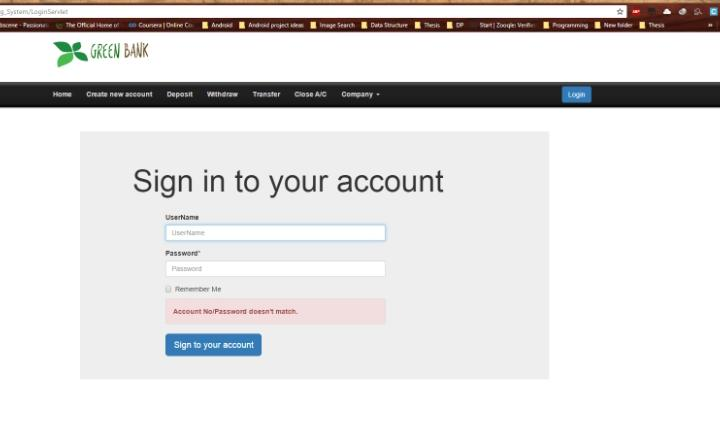 g_System/LoginServlet
The Official Home of
Coursera | Online Co
Android
Android project ideas
Image Search
Data Structure
Thesis
DP
Start | Zooqle: Verifi
Programming
New folder
Thesis
GREEN BANK
Home
Create new account
Deposit
Withdraw
Transfer
Close A/C
Company
Login
Sign in to your account
UserName
UserName
Password*
Password
Remember Me
Account No/Password doesn't match.
Sign to your account